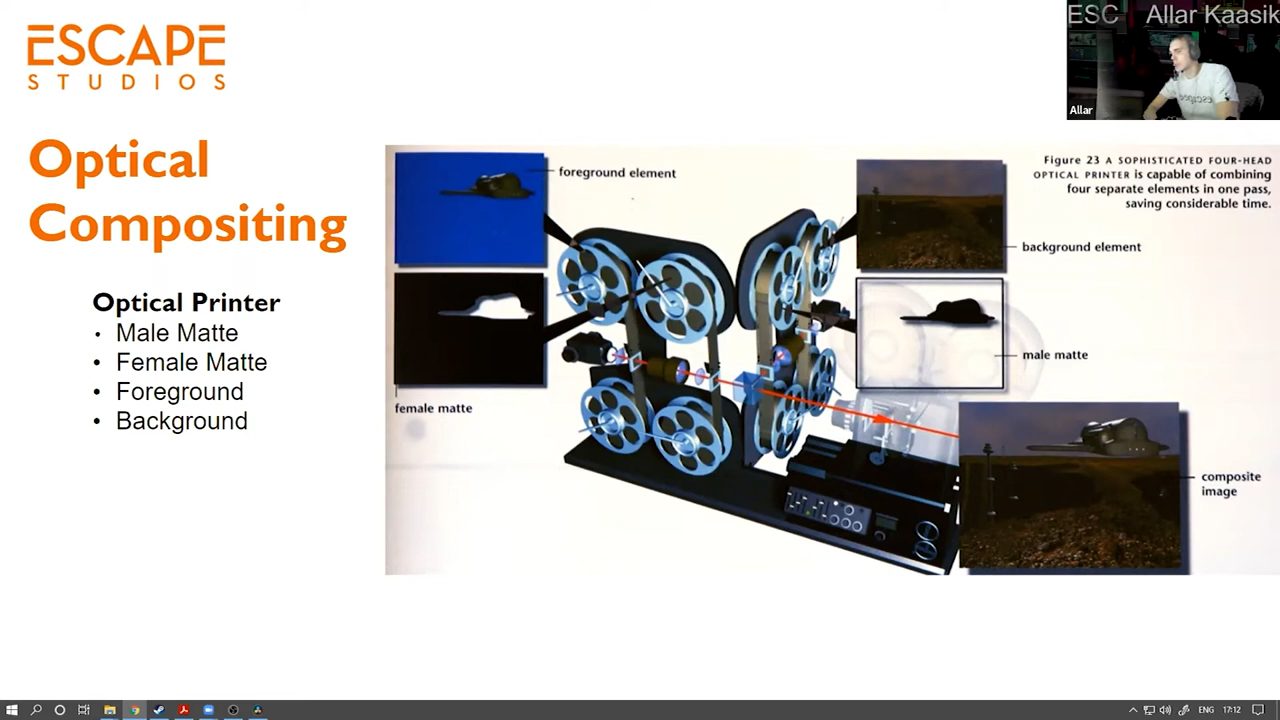 ESCAPE
STUDIOS
Optical
Compositing
Optical Printer
• Male Matte
• Female Matte
• Foreground
• Background
foreground element
female matte
Figure 23 A SOPHISTICATED FOUR-HEAD
OPTICAL PRINTER is capable of combining
four separate elements in one pass,
saving considerable time.
background element
male matte
composite
image
ESC Allar Kaasik
Allar
ENG 17:12